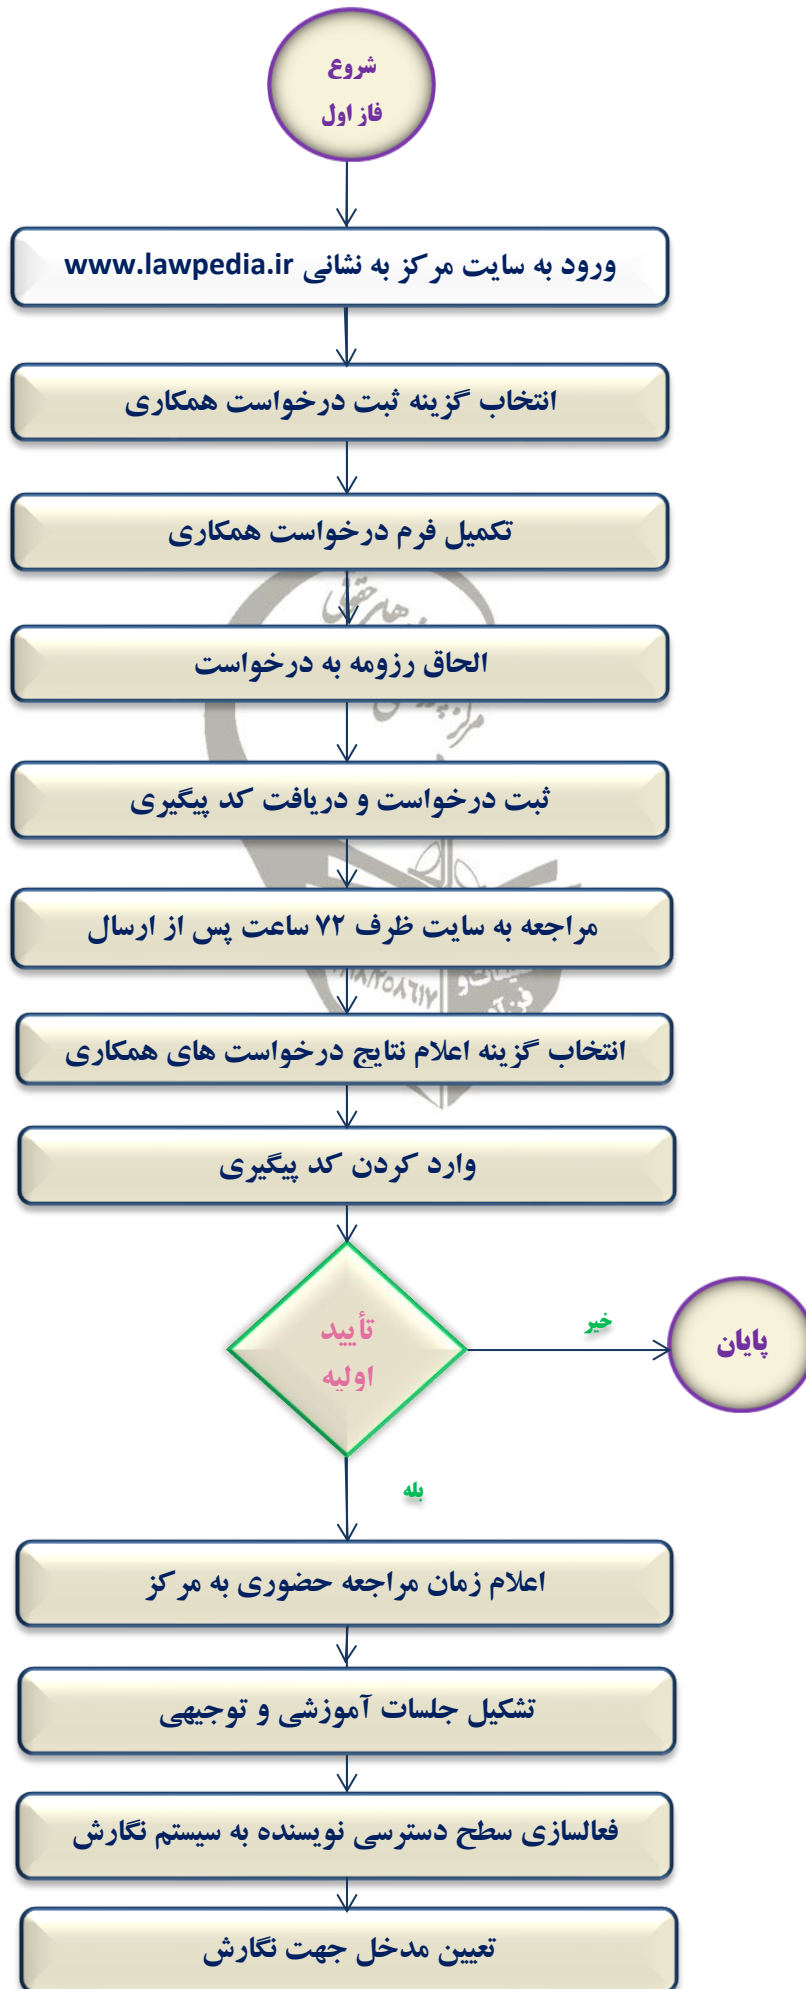 شروع
فاز اول
ورود به سایت مرکز به نشانی www.lawpedia.ir
انتخاب گزینه ثبت درخواست همکاری
تکمیل فرم درخواست همکاری
الحاق رزومه به درخواست
ثبت درخواست و دریافت کد پیگیری
مراجعه به سایت ظرف ۷۲ ساعت پس از ارسال
انتخاب گزینه اعلام نتایج درخواست های همکاری
وارد کردن کد پیگیری
تأیید
اولیه
خیر
پایان
بله
اعلام زمان مراجعه حضوری به مرکز
تشکیل جلسات آموزشی و توجیهی
فعالسازی سطح دسترسی نویسنده به سیستم نگارش
تعیین مدخل جهت نگارش